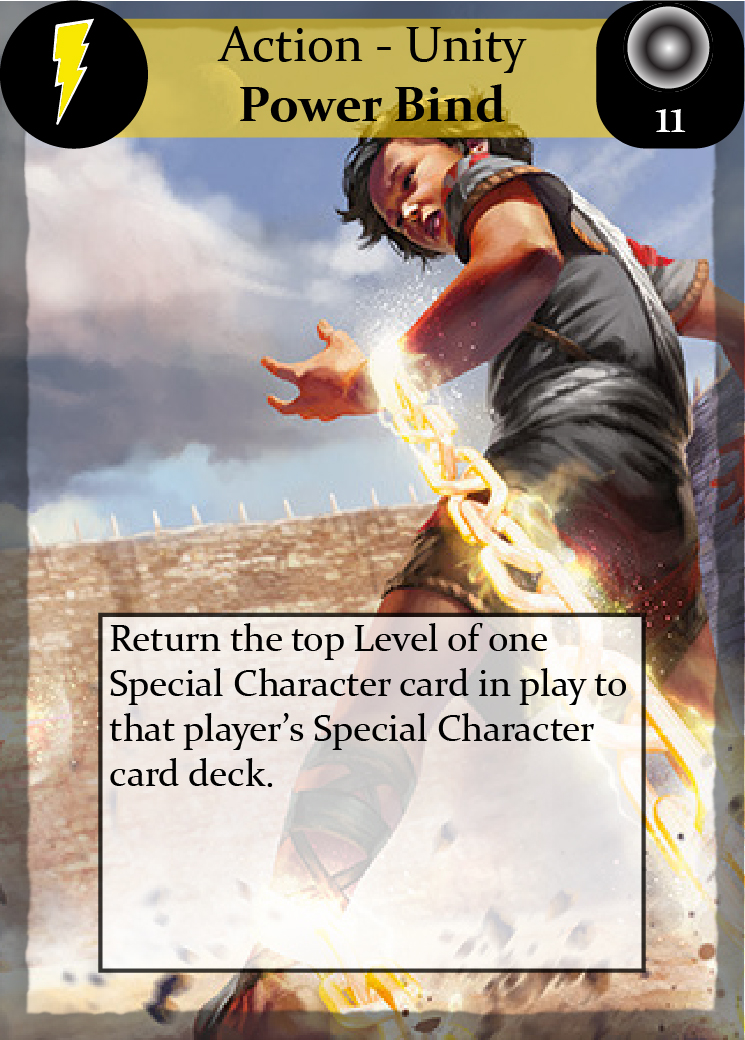 Action - Unity
Power Bind
11
Return the top Level of one
Special Character card in play to
that player’s Special Character
card deck.